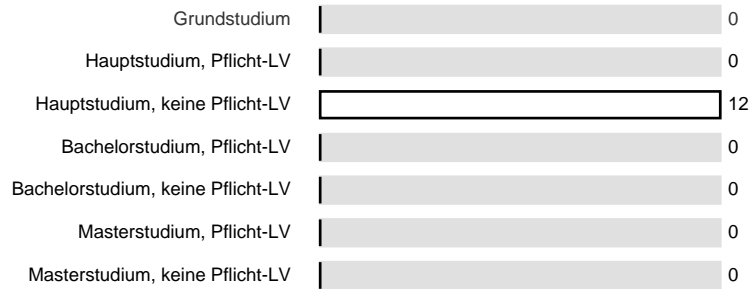 Grundstudium 0
Hauptstudium, Pflicht-LV 0
Hauptstudium, keine Pflicht-LV 12
Bachelorstudium, Pflicht-LV 0
Bachelorstudium, keine Pflicht-LV 0
Masterstudium, Pflicht-LV 0
Masterstudium, keine Pflicht-LV 0